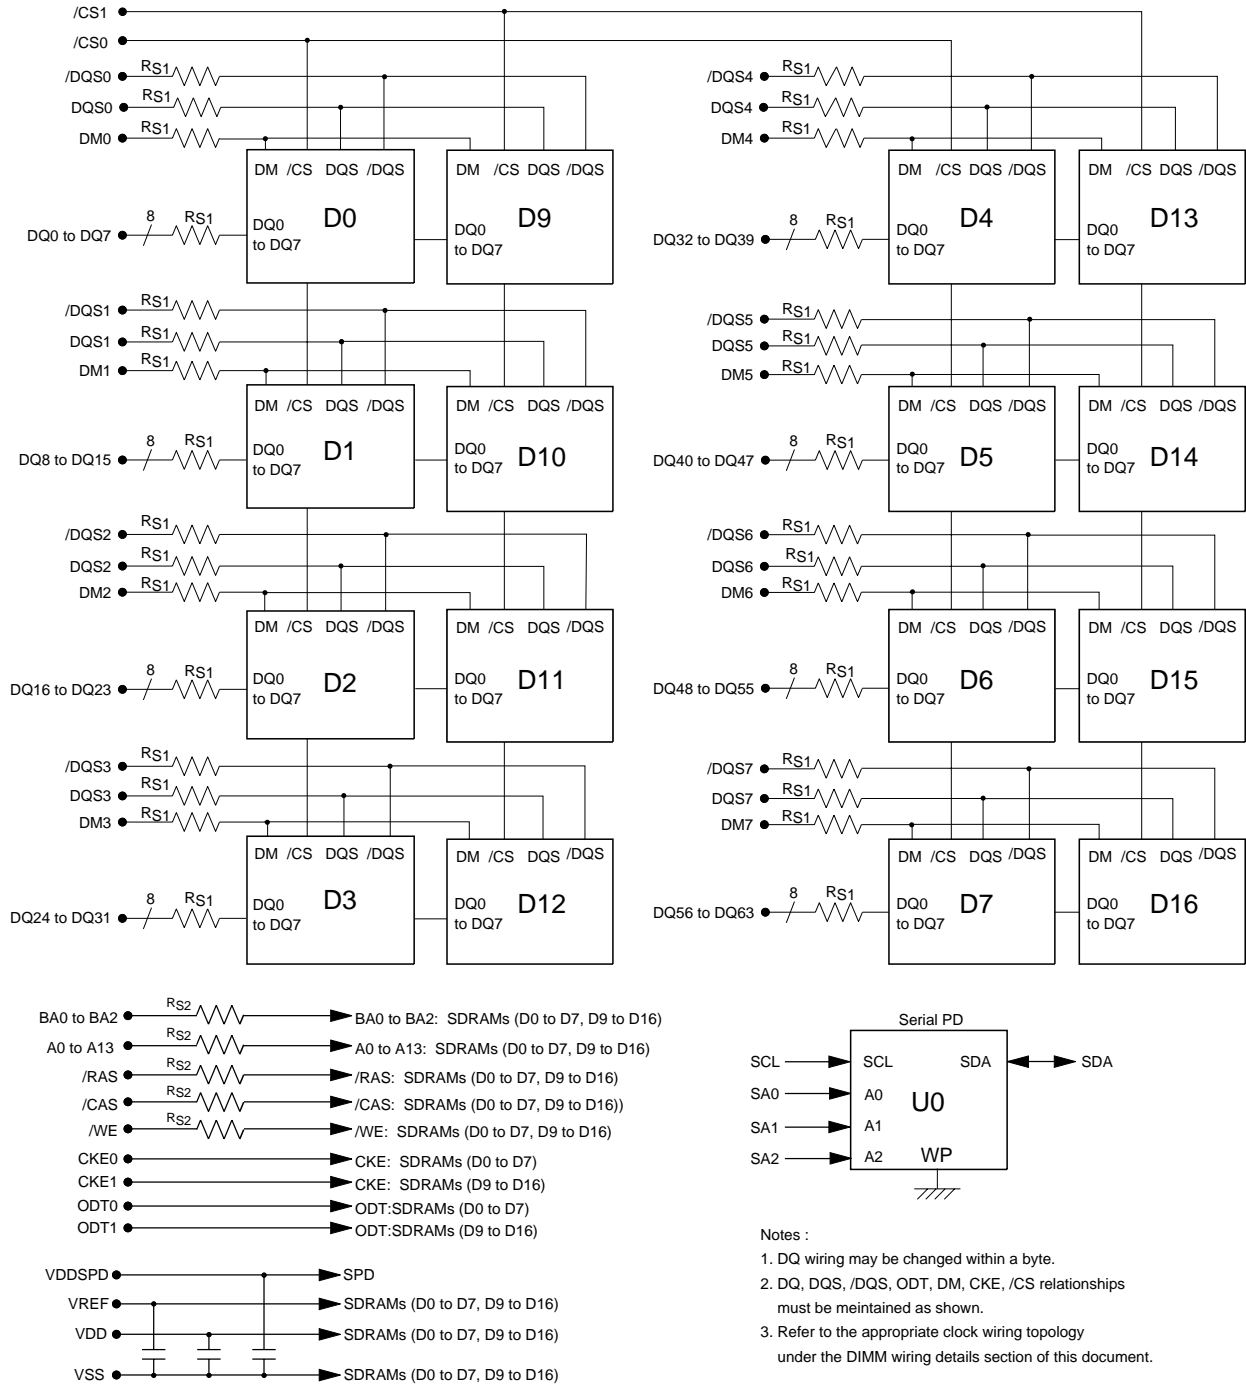 /CS1
/CS0
/DQS0 RS1
DQS0 RS1
DM0 RS1
/DQS4 RS1
DQS4 RS1
DM4 RS1
DM /CS DQS /DQS
DM /CS DQS /DQS
DM /CS DQS /DQS
DM /CS DQS /DQS
DQ0 to DQ7 8 RS1
DQ0 to DQ7
D0
DQ0 to DQ7
D9
DQ32 to DQ39 8 RS1
DQ0 to DQ7
D4
DQ0 to DQ7
D13
/DQS1 RS1
DQS1 RS1
DM1 RS1
/DQS5 RS1
DQS5 RS1
DM5 RS1
DM /CS DQS /DQS
DM /CS DQS /DQS
DM /CS DQS /DQS
DM /CS DQS /DQS
DQ8 to DQ15 8 RS1
DQ0 to DQ7
D1
DQ0 to DQ7
D10
DQ40 to DQ47 8 RS1
DQ0 to DQ7
D5
DQ0 to DQ7
D14
/DQS2 RS1
DQS2 RS1
DM2 RS1
/DQS6 RS1
DQS6 RS1
DM6 RS1
DM /CS DQS /DQS
DM /CS DQS /DQS
DM /CS DQS /DQS
DM /CS DQS /DQS
DQ16 to DQ23 8 RS1
DQ0 to DQ7
D2
DQ0 to DQ7
D11
DQ48 to DQ55 8 RS1
DQ0 to DQ7
D6
DQ0 to DQ7
D15
/DQS3 RS1
DQS3 RS1
DM3 RS1
/DQS7 RS1
DQS7 RS1
DM7 RS1
DM /CS DQS /DQS
DM /CS DQS /DQS
DM /CS DQS /DQS
DM /CS DQS /DQS
DQ24 to DQ31 8 RS1
DQ0 to DQ7
D3
DQ0 to DQ7
D12
DQ56 to DQ63 8 RS1
DQ0 to DQ7
D7
DQ0 to DQ7
D16
BA0 to BA2 RS2 BA0 to BA2: SDRAMs (D0 to D7, D9 to D16)
A0 to A13 RS2 A0 to A13: SDRAMs (D0 to D7, D9 to D16)
/RAS RS2 /RAS: SDRAMs (D0 to D7, D9 to D16)
/CAS RS2 /CAS: SDRAMs (D0 to D7, D9 to D16))
/WE RS2 /WE: SDRAMs (D0 to D7, D9 to D16)
CKE0 CKE: SDRAMs (D0 to D7)
CKE1 CKE: SDRAMs (D9 to D16)
ODT0 ODT:SDRAMs (D0 to D7)
ODT1 ODT:SDRAMs (D9 to D16)
VDDSPD SPD
VREF SDRAMs (D0 to D7, D9 to D16)
VDD SDRAMs (D0 to D7, D9 to D16)
VSS SDRAMs (D0 to D7, D9 to D16)
Serial PD
SCL SCL SDA SDA
SA0 A0 U0
SA1 A1
SA2 A2 WP
Notes :
1. DQ wiring may be changed within a byte.
2. DQ, DQS, /DQS, ODT, DM, CKE, /CS relationships
must be meintained as shown.
3. Refer to the appropriate clock wiring topology
under the DIMM wiring details section of this document.